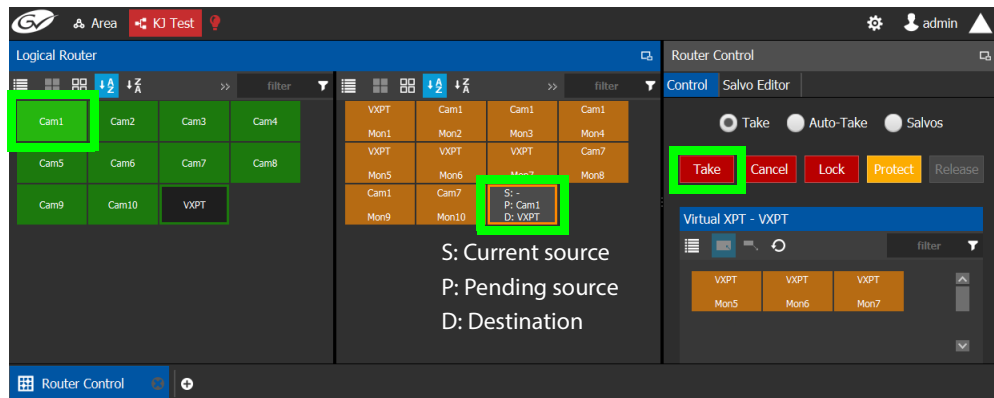 GV Area KJ Test admin
Logical Router
Router Control
>> filter >> filter
Control Salvo Editor
Take Auto-Take Salvos
Take Cancel Lock Protect Release
Cam1 Cam2 Cam3 Cam4
Cam5 Cam6 Cam7 Cam8
Cam9 Cam10 VXPT
VXPT Cam1 Cam1 Cam1
Mon1 Mon2 Mon3 Mon4
VXPT VXPT VXPT Cam7
Mon5 Mon6 Mon7 Mon8
Cam1 Cam7 S: -
P: Cam1
Mon9 Mon10 D: VXPT
S: Current source
P: Pending source
D: Destination
Virtual XPT - VXPT
filter
VXPT VXPT VXPT
Mon5 Mon6 Mon7
Router Control